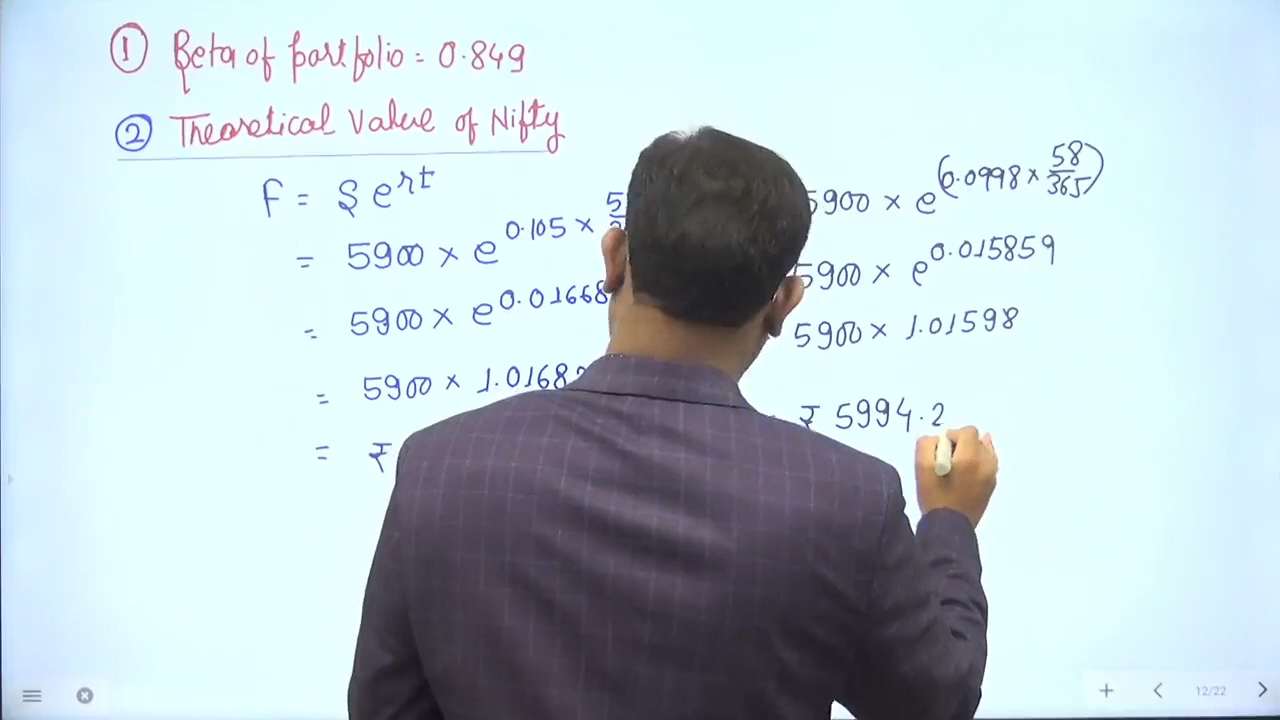 ① Beta of portfolio = 0.849
② Theoretical Value of Nifty
F = S e^rt
= 5900 × e^0.105 ×
5900 × e^(0.0998 × 58/365)
= 5900 × e^0.01668
5900 × e^0.015859
= 5900 × 1.0168
5900 × 1.01598
= ₹
₹ 5994.2
12/22